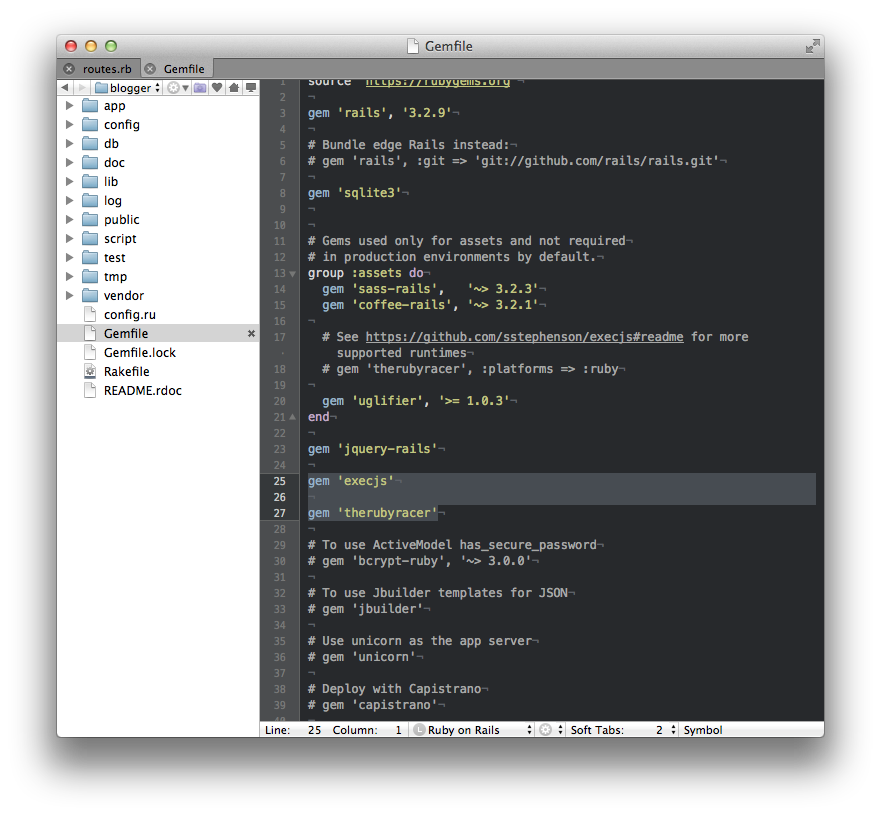 Gemfile
routes.rb Gemfile
blogger
app
config
db
doc
lib
log
public
script
test
tmp
vendor
config.ru
Gemfile
Gemfile.lock
Rakefile
README.rdoc
1 source 'https://rubygems.org'¬
2 ¬
3 gem 'rails', '3.2.9'¬
4 ¬
5 # Bundle edge Rails instead:¬
6 # gem 'rails', :git => 'git://github.com/rails/rails.git'¬
7 ¬
8 gem 'sqlite3'¬
9 ¬
10 ¬
11 # Gems used only for assets and not required¬
12 # in production environments by default.¬
13 group :assets do¬
14 gem 'sass-rails',   '~> 3.2.3'¬
15 gem 'coffee-rails', '~> 3.2.1'¬
16 ¬
17 # See https://github.com/sstephenson/execjs#readme for more
· supported runtimes¬
18 # gem 'therubyracer', :platforms => :ruby¬
19 ¬
20 gem 'uglifier', '>= 1.0.3'¬
21 end¬
22 ¬
23 gem 'jquery-rails'¬
24 ¬
25 gem 'execjs'¬
26 ¬
27 gem 'therubyracer'¬
28 ¬
29 # To use ActiveModel has_secure_password¬
30 # gem 'bcrypt-ruby', '~> 3.0.0'¬
31 ¬
32 # To use Jbuilder templates for JSON¬
33 # gem 'jbuilder'¬
34 ¬
35 # Use unicorn as the app server¬
36 # gem 'unicorn'¬
37 ¬
38 # Deploy with Capistrano¬
39 # gem 'capistrano'¬
40 ¬
Line: 25 Column: 1 L Ruby on Rails Soft Tabs: 2 Symbol